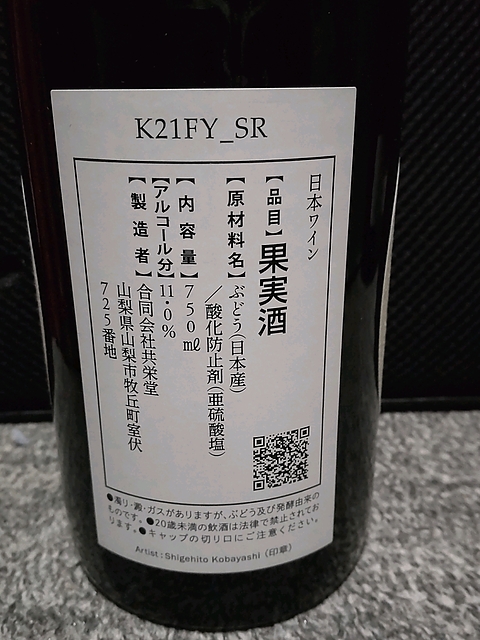 K21FY_SR
日本ワイン
【品目】果実酒
【原材料名】ぶどう(日本産)
/酸化防止剤(亜硫酸塩)
【内容量】750㎖
【アルコール分】11.0%
【製造者】合同会社共栄堂
山梨県山梨市牧丘町室伏
725番地
●濁り・澱・ガスがありますが、ぶどう及び発酵由来の
ものです。●20歳未満の飲酒は法律で禁止されてお
ります。●キャップの切り口にご注意ください。
Artist : Shigehito Kobayashi (印章)